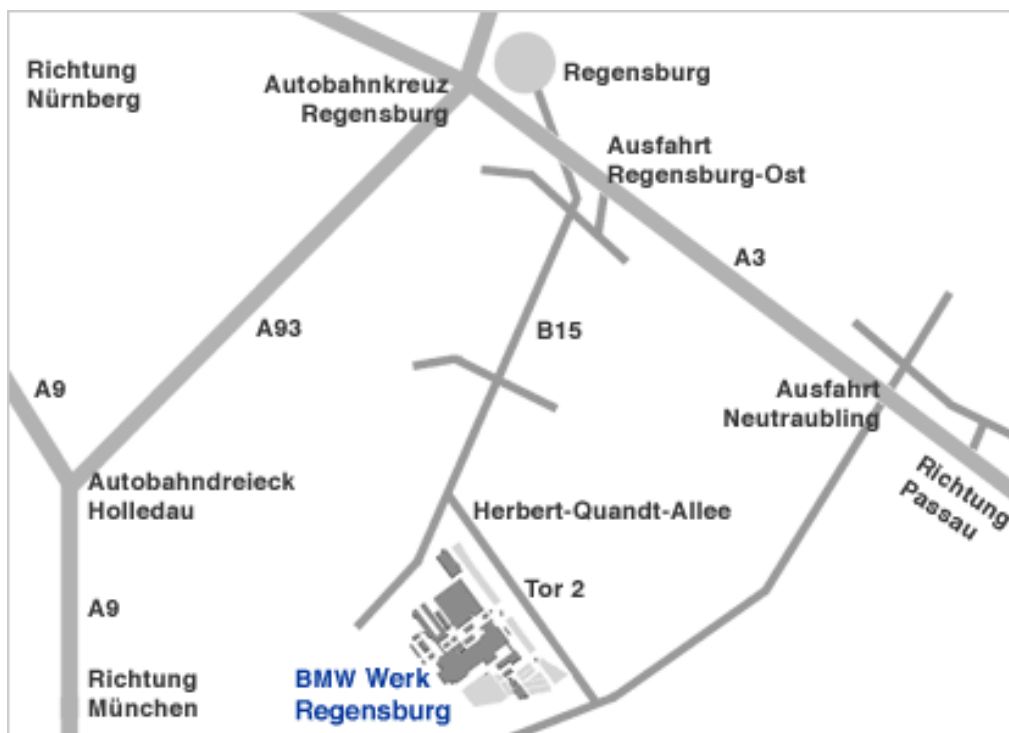 Richtung
Nürnberg
Autobahnkreuz
Regensburg
Regensburg
Ausfahrt
Regensburg-Ost
A3
A93
B15
A9
Ausfahrt
Neutraubling
Autobahndreieck
Holledau
Herbert-Quandt-Allee
Richtung
Passau
Tor 2
A9
Richtung
München
BMW Werk
Regensburg